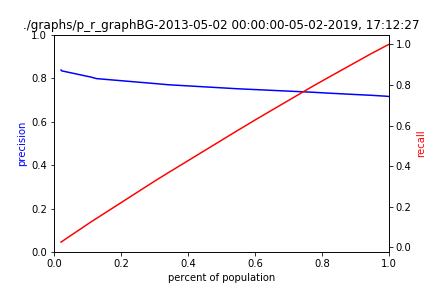 ./graphs/p_r_graphBG-2013-05-02 00:00:00-05-02-2019, 17:12:27
1.0
0.8
0.6
0.4
0.2
0.0
precision
0.0 0.2 0.4 0.6 0.8 1.0
percent of population
1.0
0.8
0.6
0.4
0.2
0.0
recall